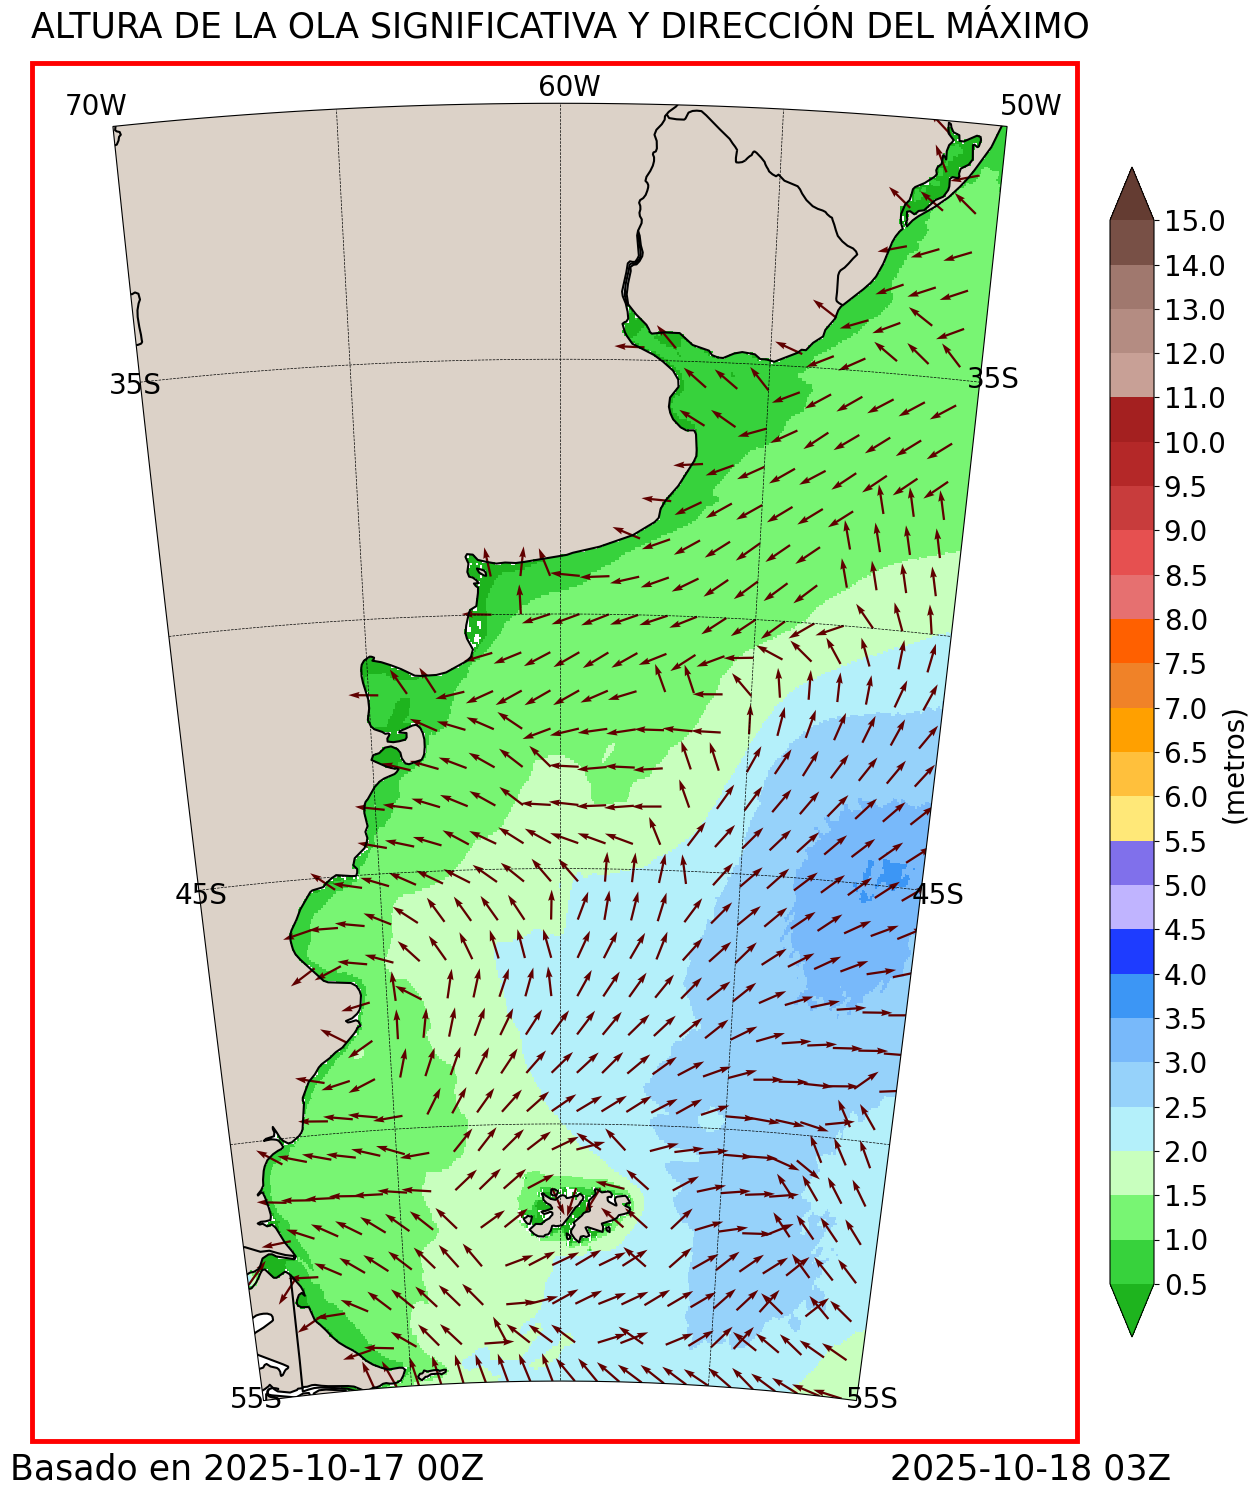 ALTURA DE LA OLA SIGNIFICATIVA Y DIRECCIÓN DEL MÁXIMO
70W
60W
50W
35S
35S
45S
45S
55S
55S
15.0
14.0
13.0
12.0
11.0
10.0
9.5
9.0
8.5
8.0
7.5
7.0
6.5
6.0
5.5
5.0
4.5
4.0
3.5
3.0
2.5
2.0
1.5
1.0
0.5
(metros)
Basado en 2025-10-17 00Z
2025-10-18 03Z